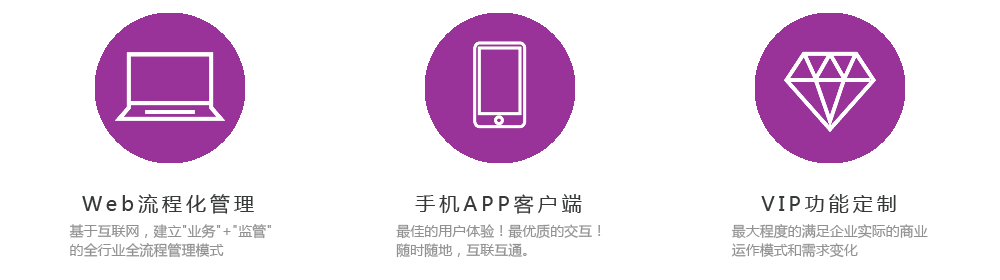 Web流程化管理
基于互联网，建立"业务"+"监管"
的全行业全流程管理模式
手机APP客户端
最佳的用户体验！最优质的交互！
随时随地，互联互通。
VIP功能定制
最大程度的满足企业实际的商业
运作模式和需求变化